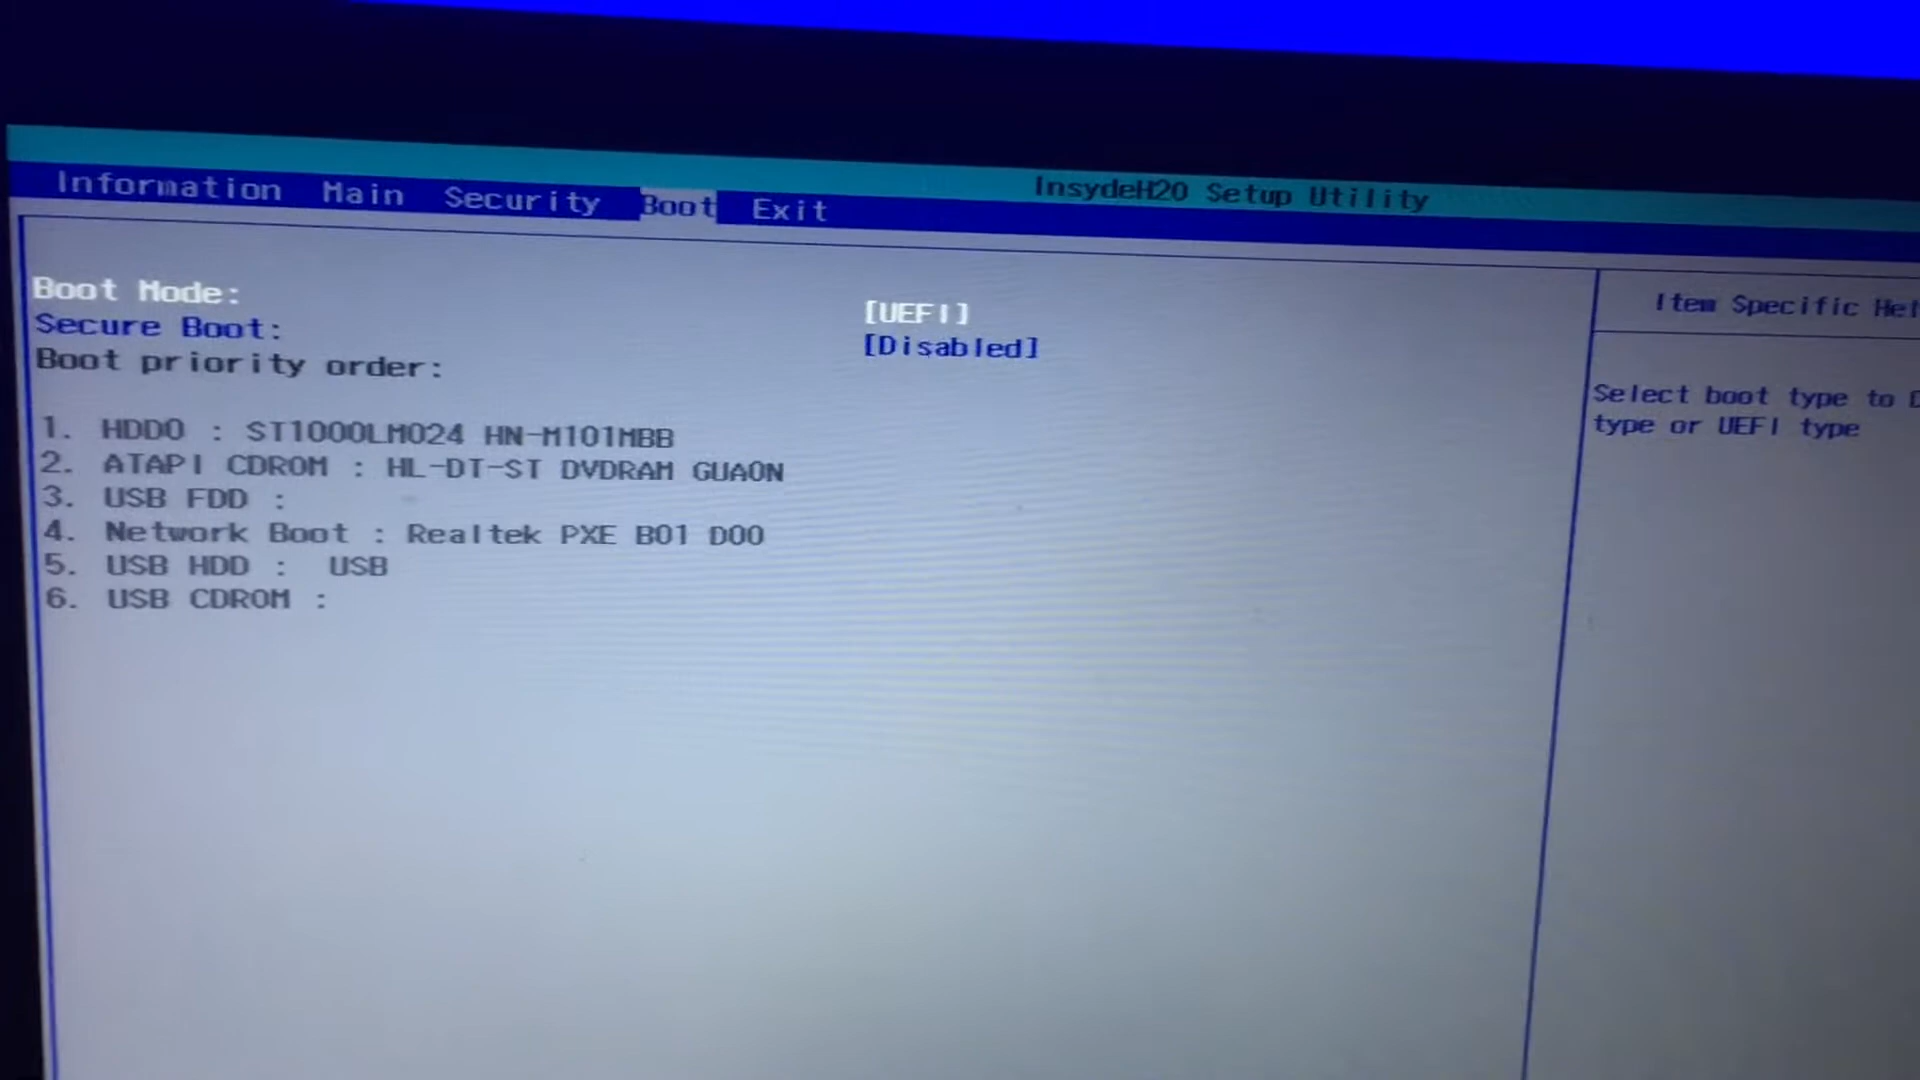 InsydeH20 Setup Utility
Information Main Security Boot Exit
Boot Mode: [UEFI]
Secure Boot: [Disabled]
Boot priority order:
1. HDD0 : ST1000LM024 HN-M101MBB
2. ATAPI CDROM : HL-DT-ST DVDRAM GUA0N
3. USB FDD :
4. Network Boot : Realtek PXE B01 D00
5. USB HDD : USB
6. USB CDROM :
Item Specific Hel
Select boot type to
type or UEFI type